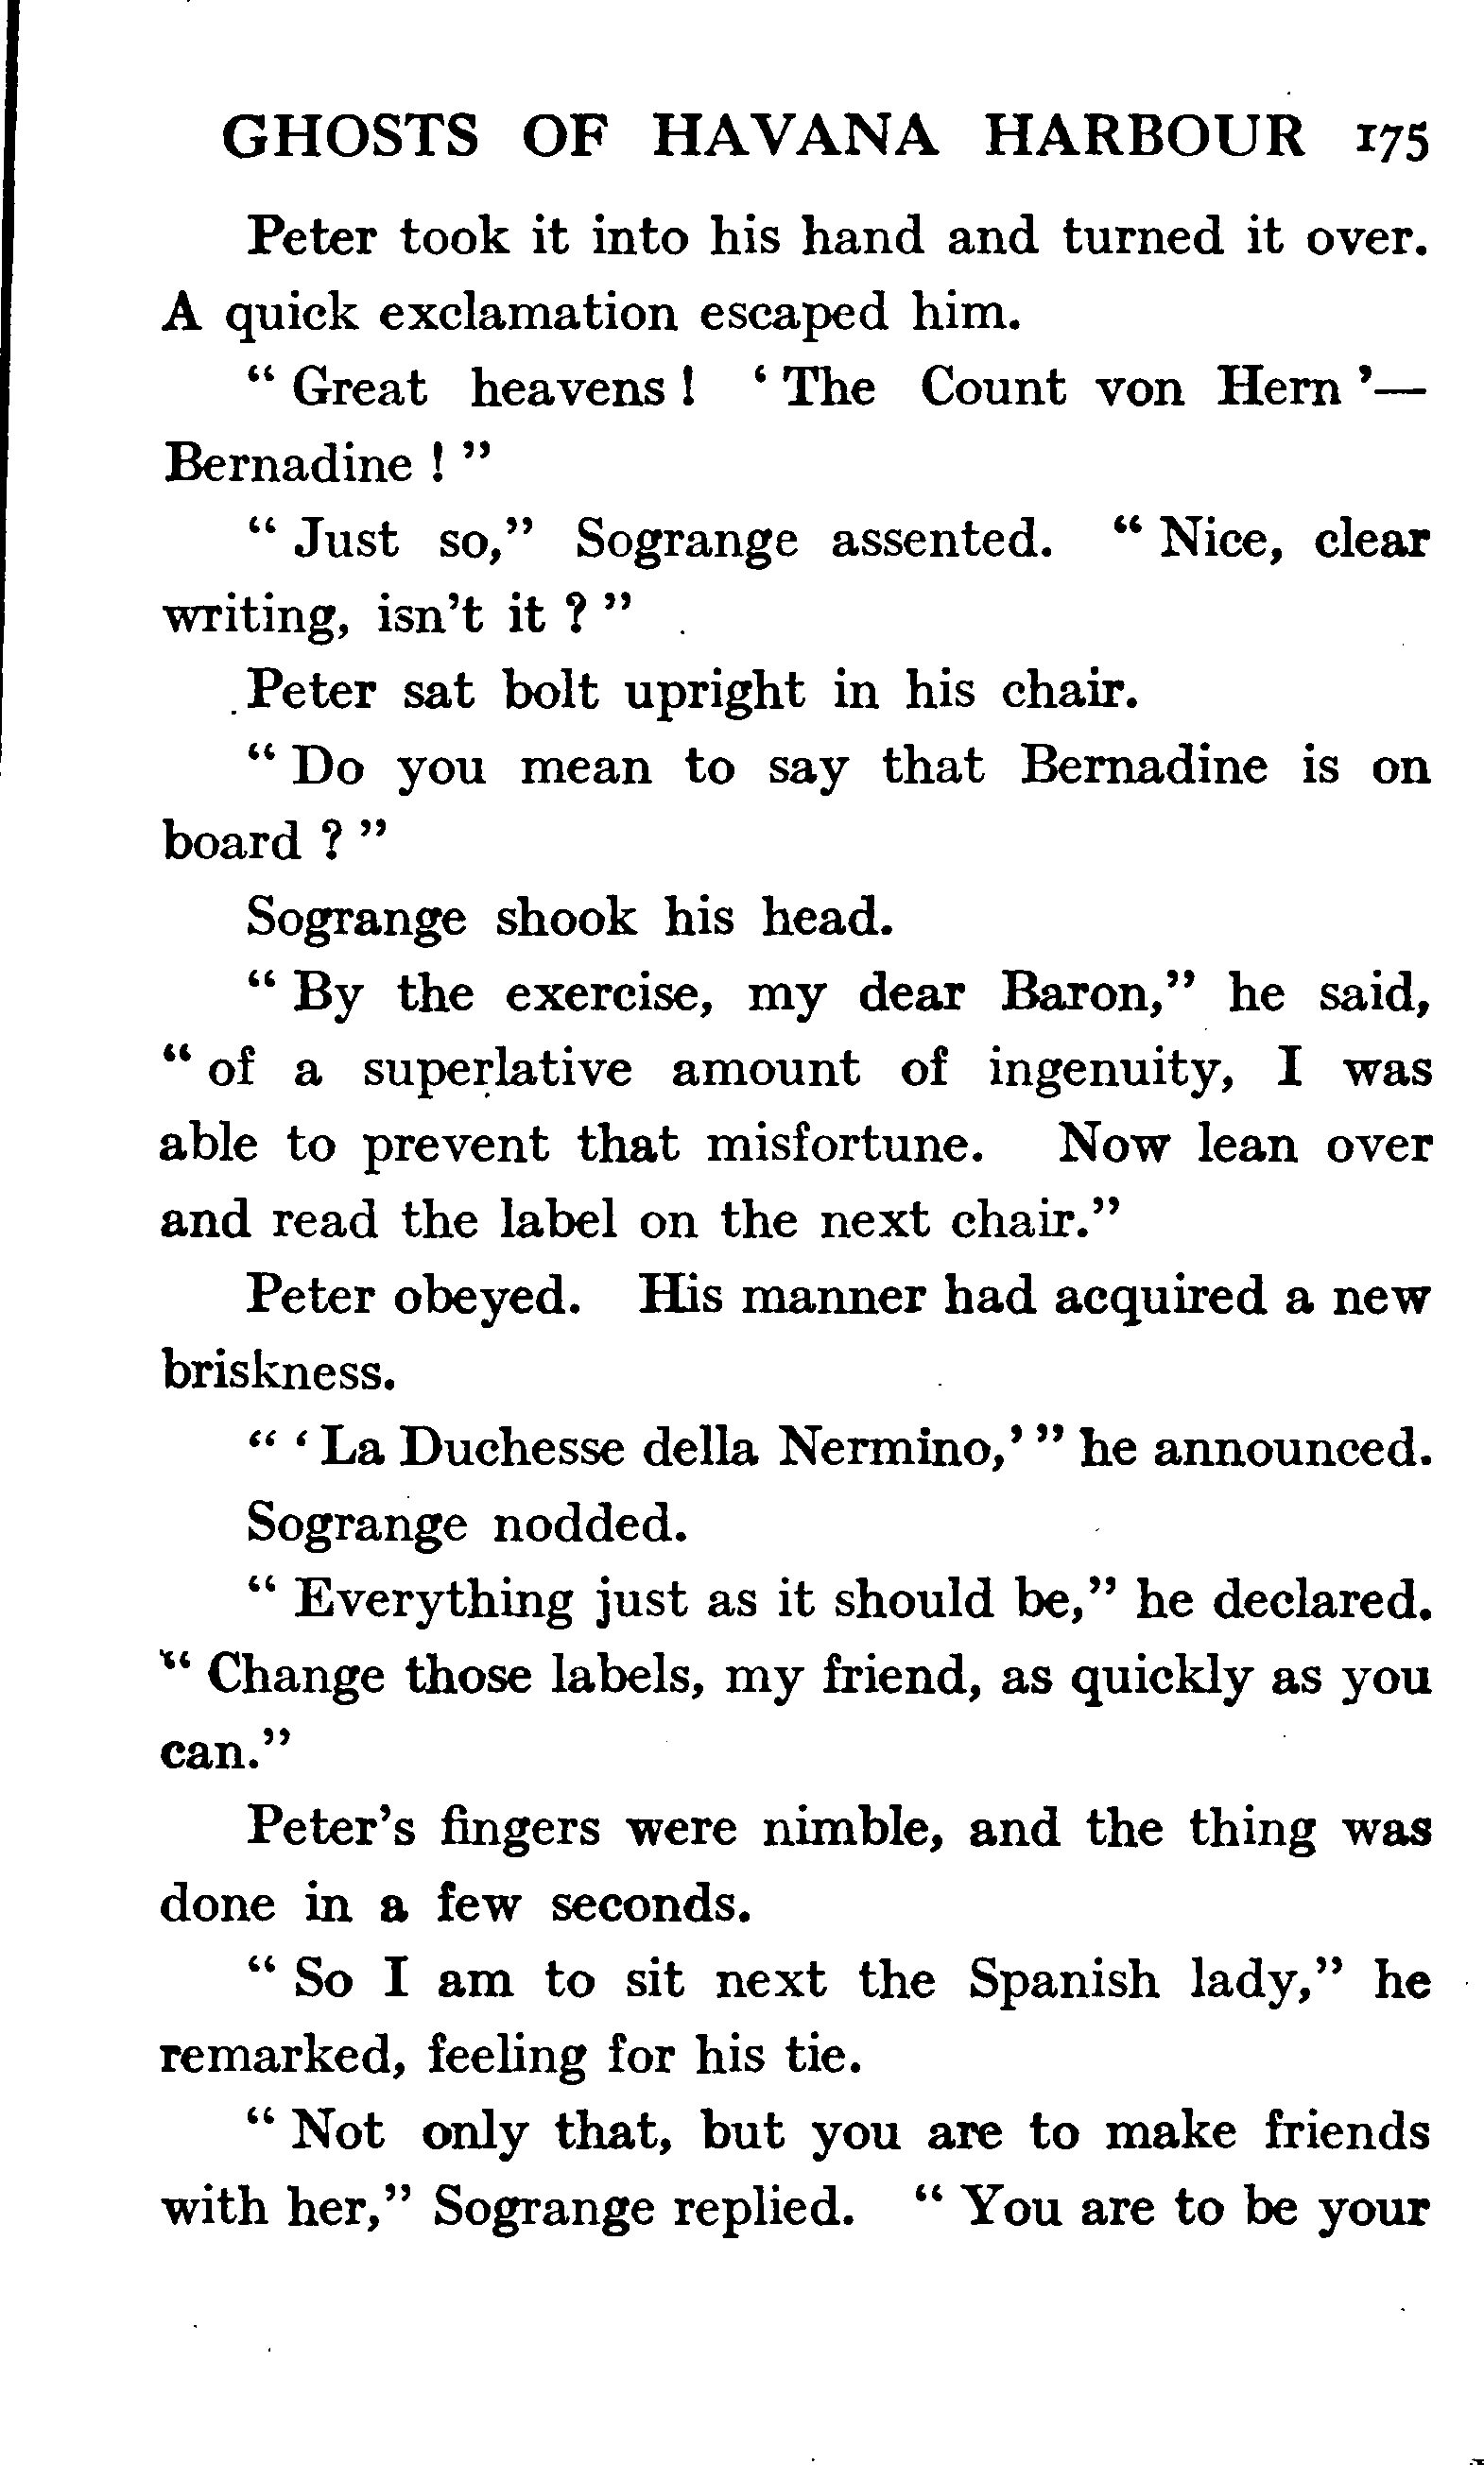 GHOSTS OF HAVANA HARBOUR 175
Peter took it into his hand and turned it over.
A quick exclamation escaped him.
" Great heavens ! ' The Count von Hern '—
Bernadine ! "
" Just so," Sogrange assented. " Nice, clear
writing, isn't it ? "
Peter sat bolt upright in his chair.
" Do you mean to say that Bernadine is on
board ? "
Sogrange shook his head.
" By the exercise, my dear Baron," he said,
" of a superlative amount of ingenuity, I was
able to prevent that misfortune. Now lean over
and read the label on the next chair."
Peter obeyed. His manner had acquired a new
briskness.
" ' La Duchesse della Nermino,' " he announced.
Sogrange nodded.
" Everything just as it should be," he declared.
" Change those labels, my friend, as quickly as you
can."
Peter's fingers were nimble, and the thing was
done in a few seconds.
" So I am to sit next the Spanish lady," he
remarked, feeling for his tie.
" Not only that, but you are to make friends
with her," Sogrange replied. " You are to be your